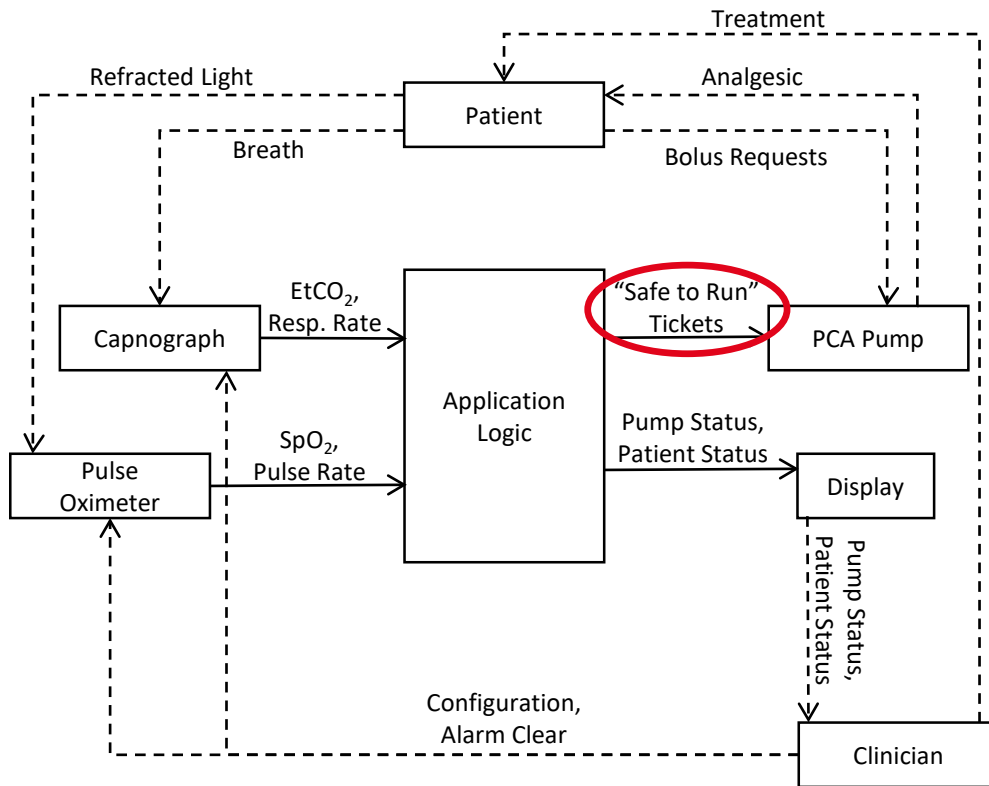 Treatment
Refracted Light
Analgesic
Patient
Breath
Bolus Requests
EtCO₂,
Resp. Rate
“Safe to Run”
Tickets
Capnograph
PCA Pump
Application
Logic
SpO₂,
Pulse Rate
Pump Status,
Patient Status
Pulse
Oximeter
Display
Pump Status,
Patient Status
Configuration,
Alarm Clear
Clinician